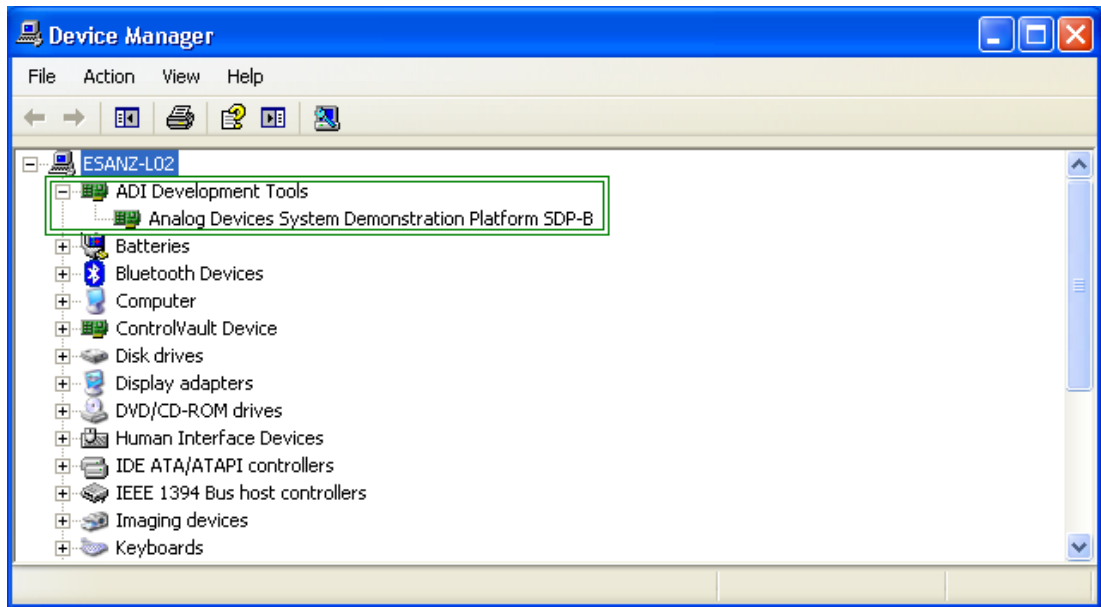 Device Manager
File Action View Help
ESANZ-L02
ADI Development Tools
Analog Devices System Demonstration Platform SDP-B
Batteries
Bluetooth Devices
Computer
ControlVault Device
Disk drives
Display adapters
DVD/CD-ROM drives
Human Interface Devices
IDE ATA/ATAPI controllers
IEEE 1394 Bus host controllers
Imaging devices
Keyboards